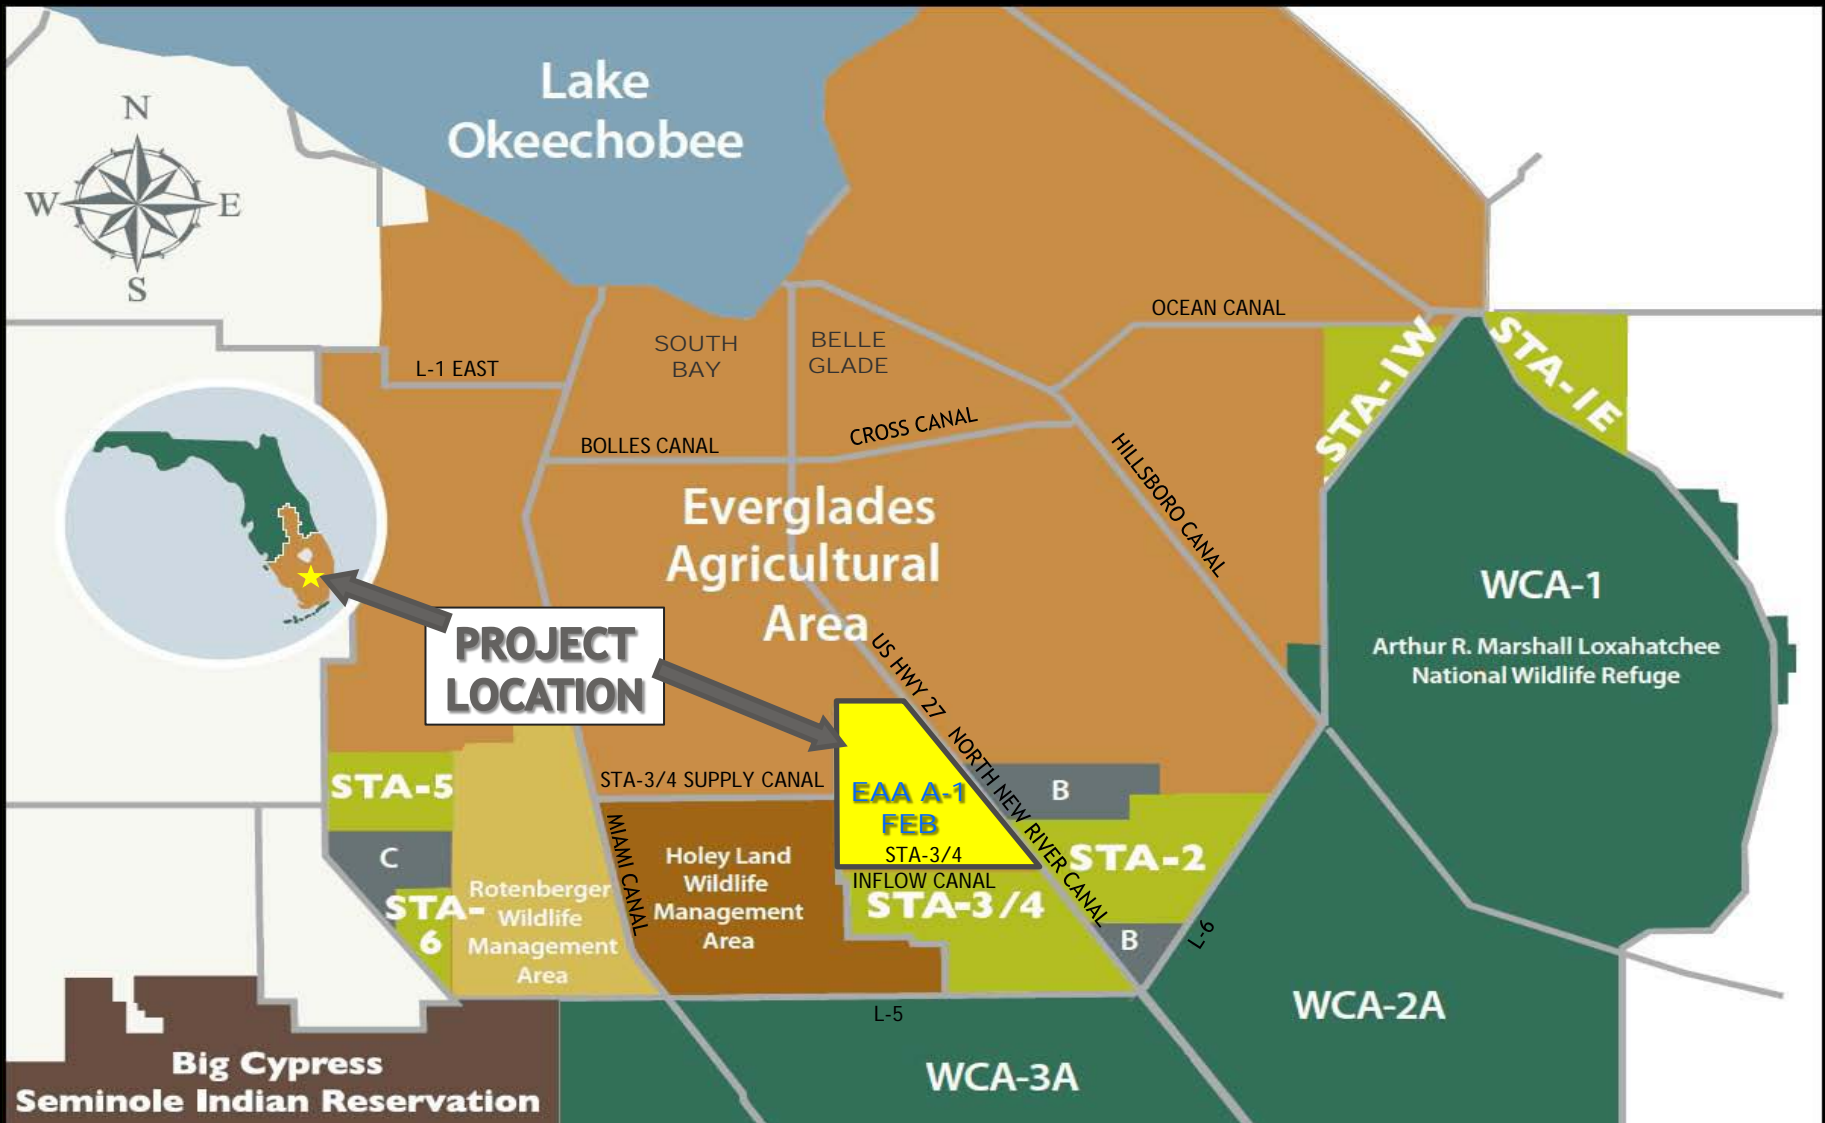 Lake
Okeechobee
N
W
E
S
OCEAN CANAL
SOUTH
BAY
BELLE
GLADE
L-1 EAST
STA-1W
STA-1E
BOLLES CANAL
CROSS CANAL
HILLSBORO CANAL
Everglades
Agricultural
Area
WCA-1
Arthur R. Marshall Loxahatchee
National Wildlife Refuge
PROJECT
LOCATION
US HWY 27
NORTH NEW RIVER CANAL
STA-5
STA-3/4 SUPPLY CANAL
EAA A-1
FEB
B
STA-3/4
INFLOW CANAL
STA-2
C
MIAMI CANAL
Holey Land
Wildlife
Management
Area
STA-
6
Rotenberger
Wildlife
Management
Area
STA-3/4
B
L-6
L-5
WCA-2A
WCA-3A
Big Cypress
Seminole Indian Reservation